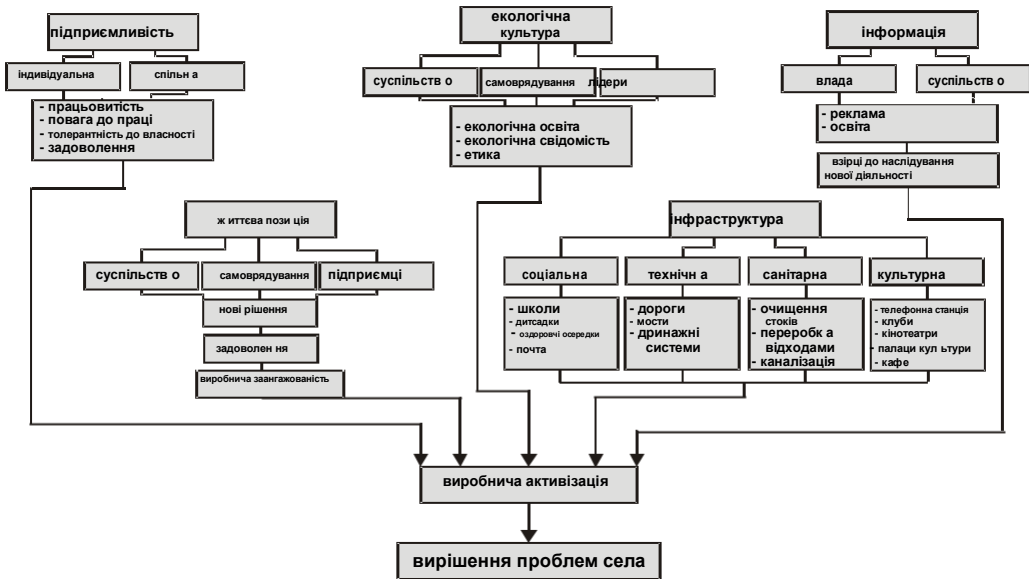 підприємливість
індивідуальна
спільн а
- працьовитість
- повага до праці
- толерантність до власності
- задоволення
екологічна
культура
суспільств о
самоврядування
лідери
- екологічна освіта
- екологічна свідомість
- етика
інформація
влада
суспільств о
- реклама
- освіта
взірці до наслідування
нової діяльності
ж иттєва пози ція
суспільств о
самоврядування
підприємці
нові рішення
задоволен ня
виробнича заангажованість
інфраструктура
соціальна
технічн а
санітарна
культурна
- школи
- дитсадки
- оздоровчі осередки
- почта
- дороги
- мости
- дринажні
системи
- очищення
стоків
- переробк а
відходами
- каналізація
- телефонна станція
- клуби
- кінотеатри
- палаци кул ьтури
- кафе
виробнича активізація
вирішення проблем села